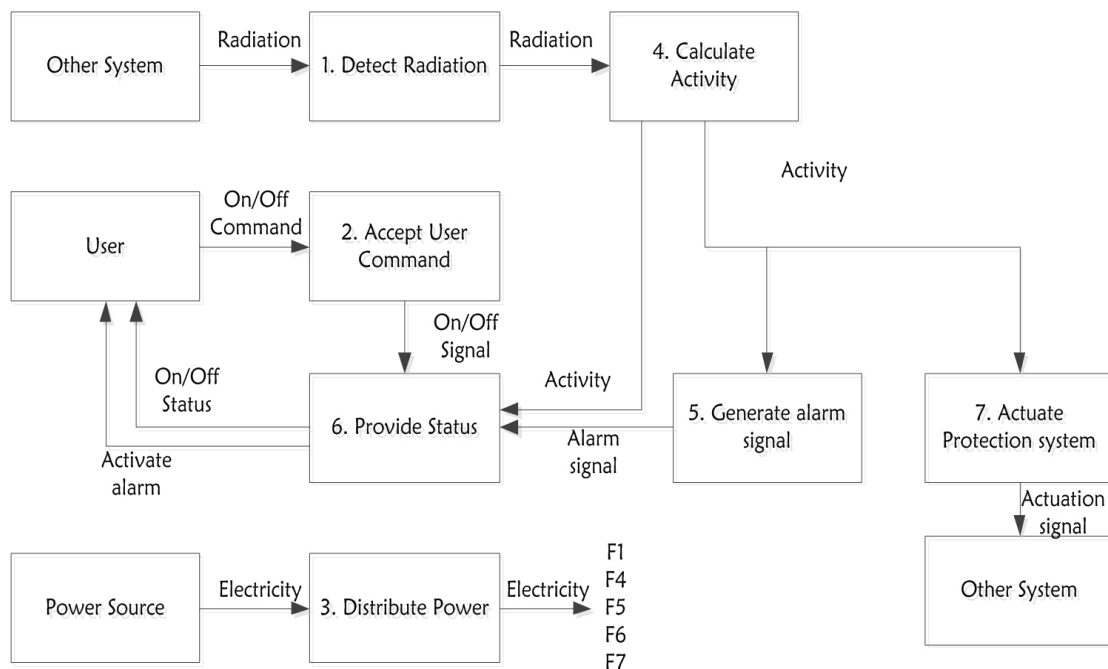 Other System
Radiation
1. Detect Radiation
Radiation
4. Calculate
Activity
Activity
User
On/Off
Command
2. Accept User
Command
On/Off
Signal
On/Off
Status
Activate
alarm
6. Provide Status
Activity
Alarm
signal
5. Generate alarm
signal
7. Actuate
Protection system
Actuation
signal
Other System
Power Source
Electricity
3. Distribute Power
Electricity
F1
F4
F5
F6
F7